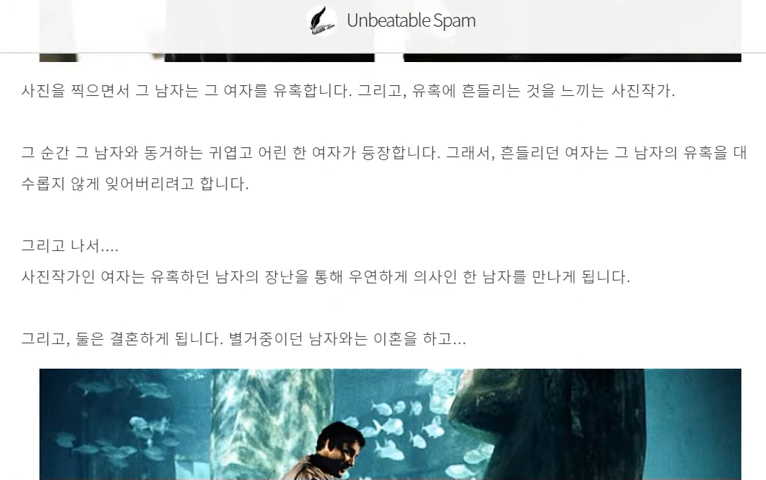 Unbeatable Spam
사진을 찍으면서 그 남자는 그 여자를 유혹합니다. 그리고, 유혹에 흔들리는 것을 느끼는 사진작가.
그 순간 그 남자와 동거하는 귀엽고 어린 한 여자가 등장합니다. 그래서, 흔들리던 여자는 그 남자의 유혹을 대
수롭지 않게 잊어버리려고 합니다.
그리고 나서....
사진작가인 여자는 유혹하던 남자의 장난을 통해 우연하게 의사인 한 남자를 만나게 됩니다.
그리고, 둘은 결혼하게 됩니다. 별거중이던 남자와는 이혼을 하고...